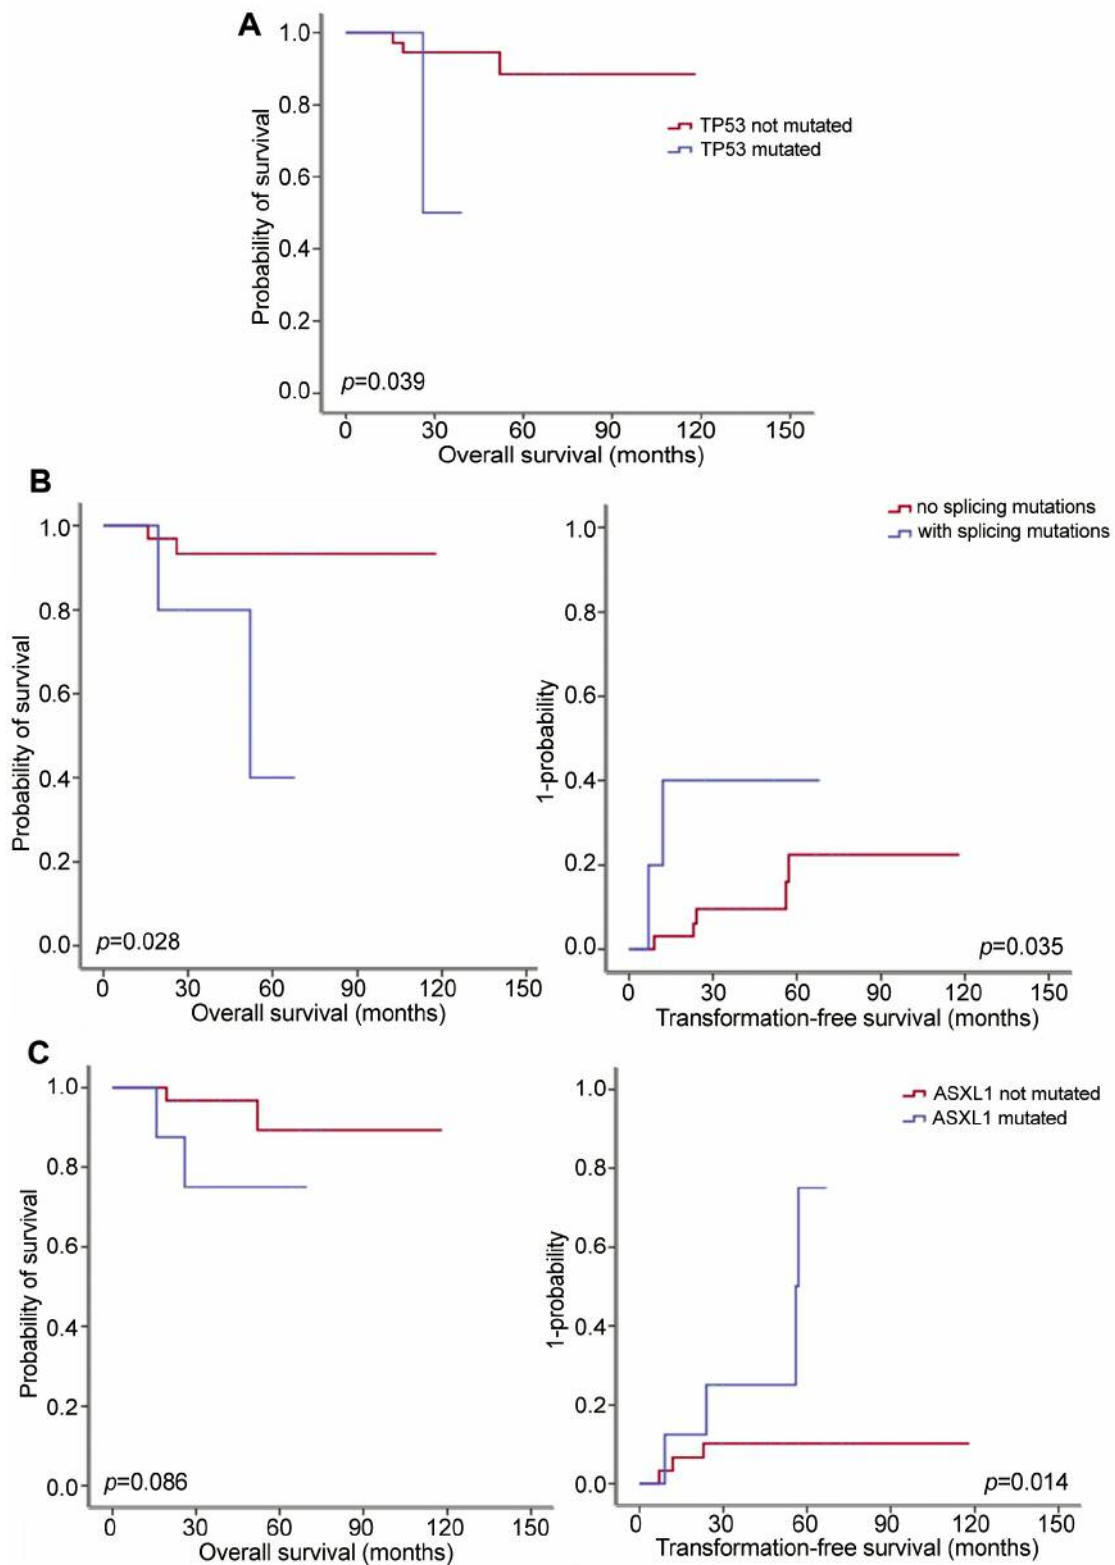 A
1.0
0.8
0.6
0.4
0.2
0.0
Probability of survival
TP53 not mutated
TP53 mutated
p=0.039
0 30 60 90 120 150
Overall survival (months)
B
1.0
0.8
0.6
0.4
0.2
0.0
Probability of survival
p=0.028
0 30 60 90 120 150
Overall survival (months)
no splicing mutations
with splicing mutations
1.0
0.8
0.6
0.4
0.2
0.0
1-probability
p=0.035
0 30 60 90 120 150
Transformation-free survival (months)
C
1.0
0.8
0.6
0.4
0.2
0.0
Probability of survival
p=0.086
0 30 60 90 120 150
Overall survival (months)
ASXL1 not mutated
ASXL1 mutated
1.0
0.8
0.6
0.4
0.2
0.0
1-probability
p=0.014
0 30 60 90 120 150
Transformation-free survival (months)